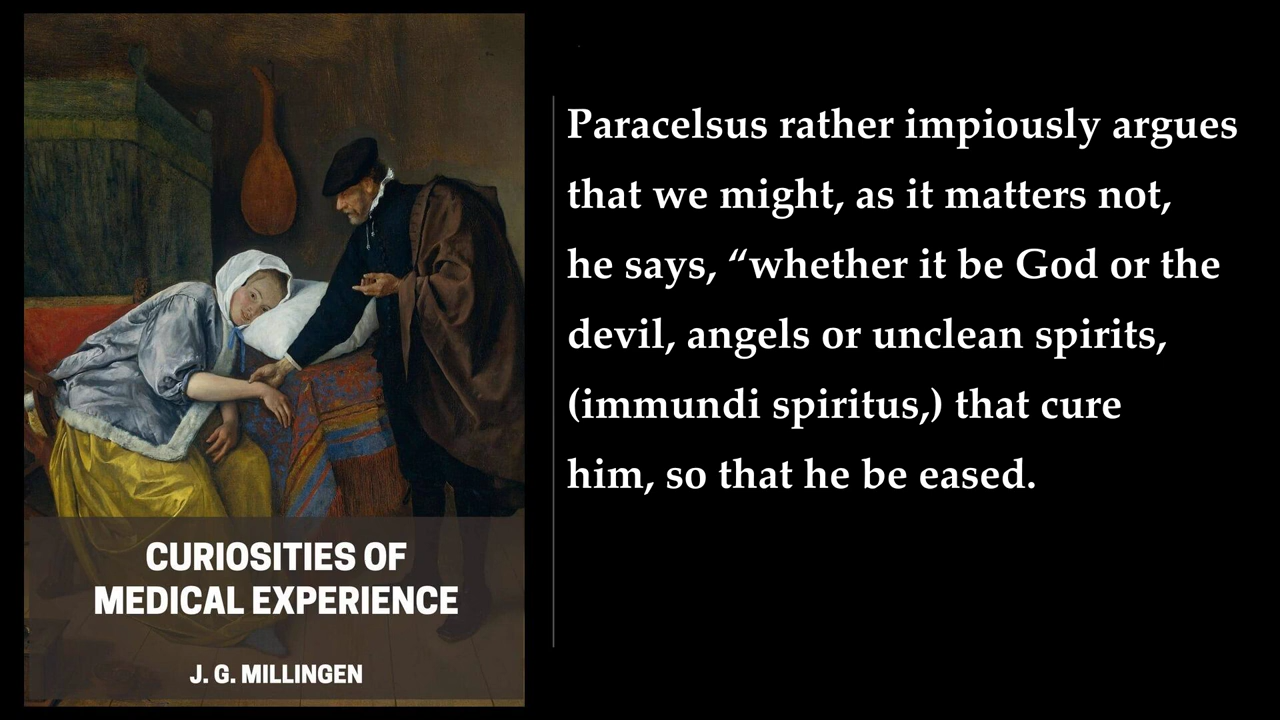 CURIOSITIES OF
MEDICAL EXPERIENCE
J. G. MILLINGEN
Paracelsus rather impiously argues
that we might, as it matters not,
he says, “whether it be God or the
devil, angels or unclean spirits,
(immundi spiritus,) that cure
him, so that he be eased.